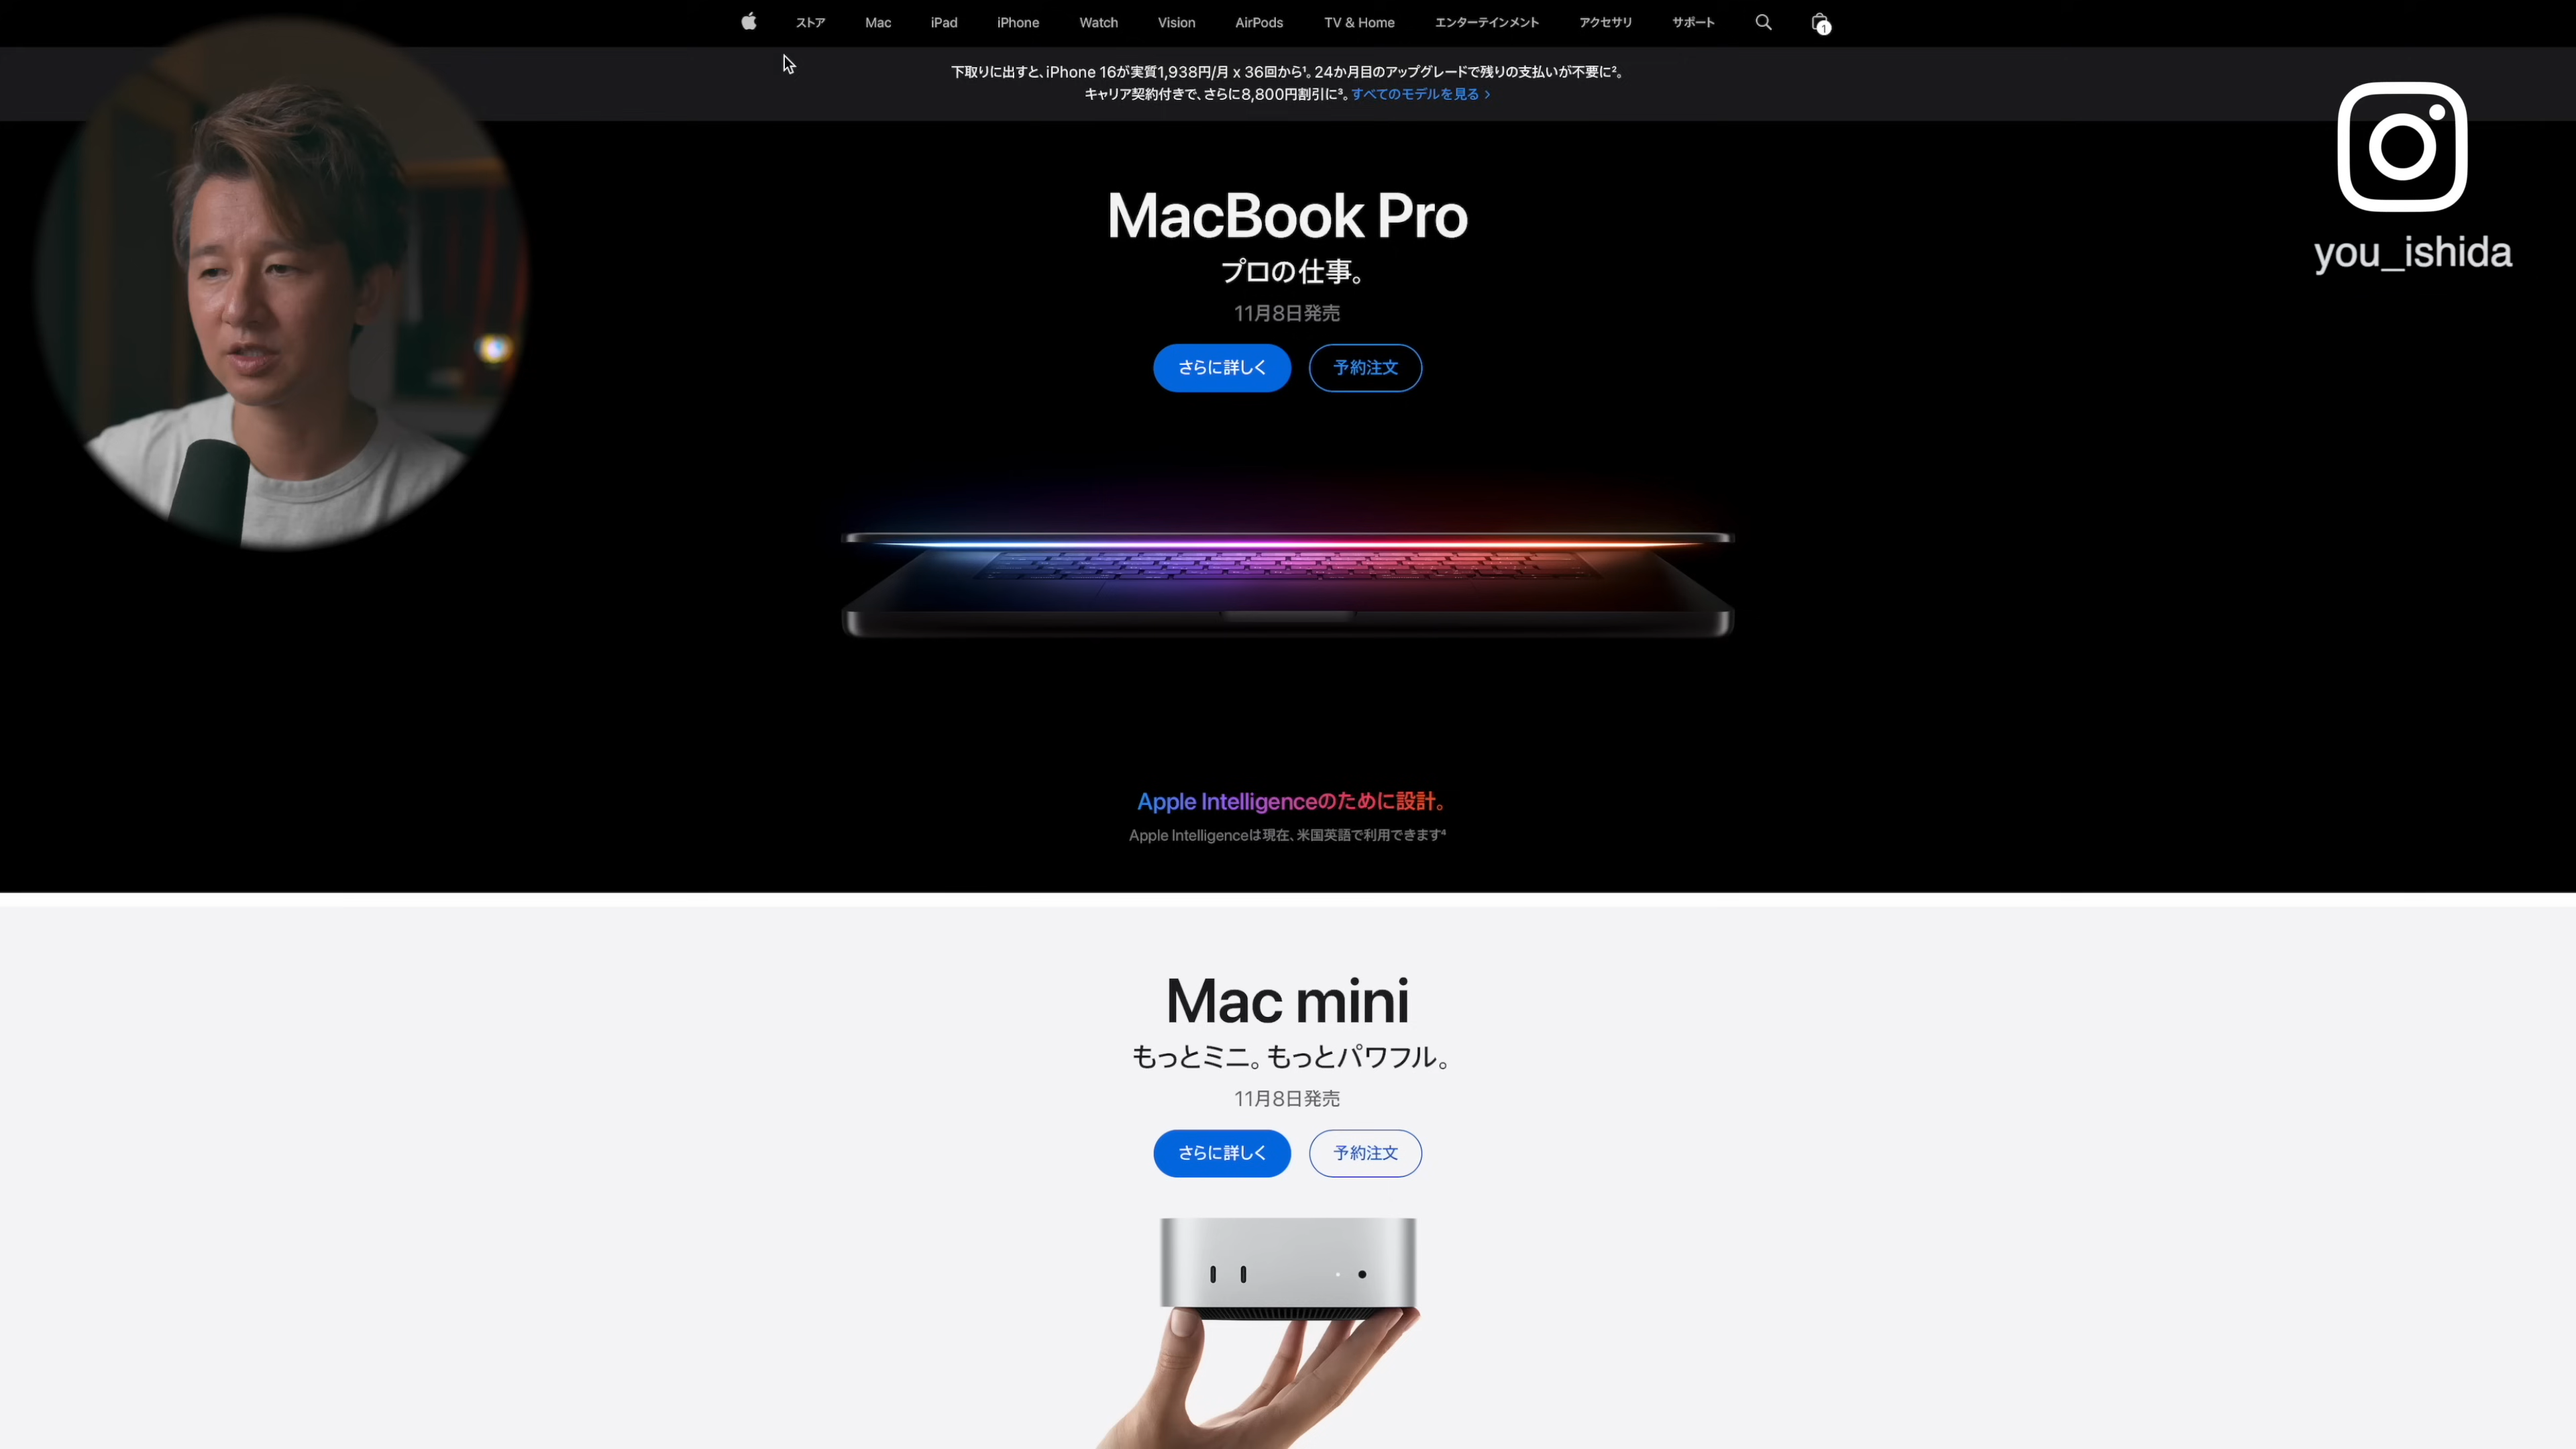 ストア Mac iPad iPhone Watch Vision AirPods TV & Home エンターテインメント アクセサリ サポート 1
下取りに出すと、iPhone 16が実質1,938円/月 x 36回から¹。24か月目のアップグレードで残りの支払いが不要に²。
キャリア契約付きで、さらに8,800円割引に³。すべてのモデルを見る >
you_ishida
MacBook Pro
プロの仕事。
11月8日発売
さらに詳しく 予約注文
Apple Intelligenceのために設計。
Apple Intelligenceは現在、米国英語で利用できます⁴
Mac mini
もっとミニ。もっとパワフル。
11月8日発売
さらに詳しく 予約注文